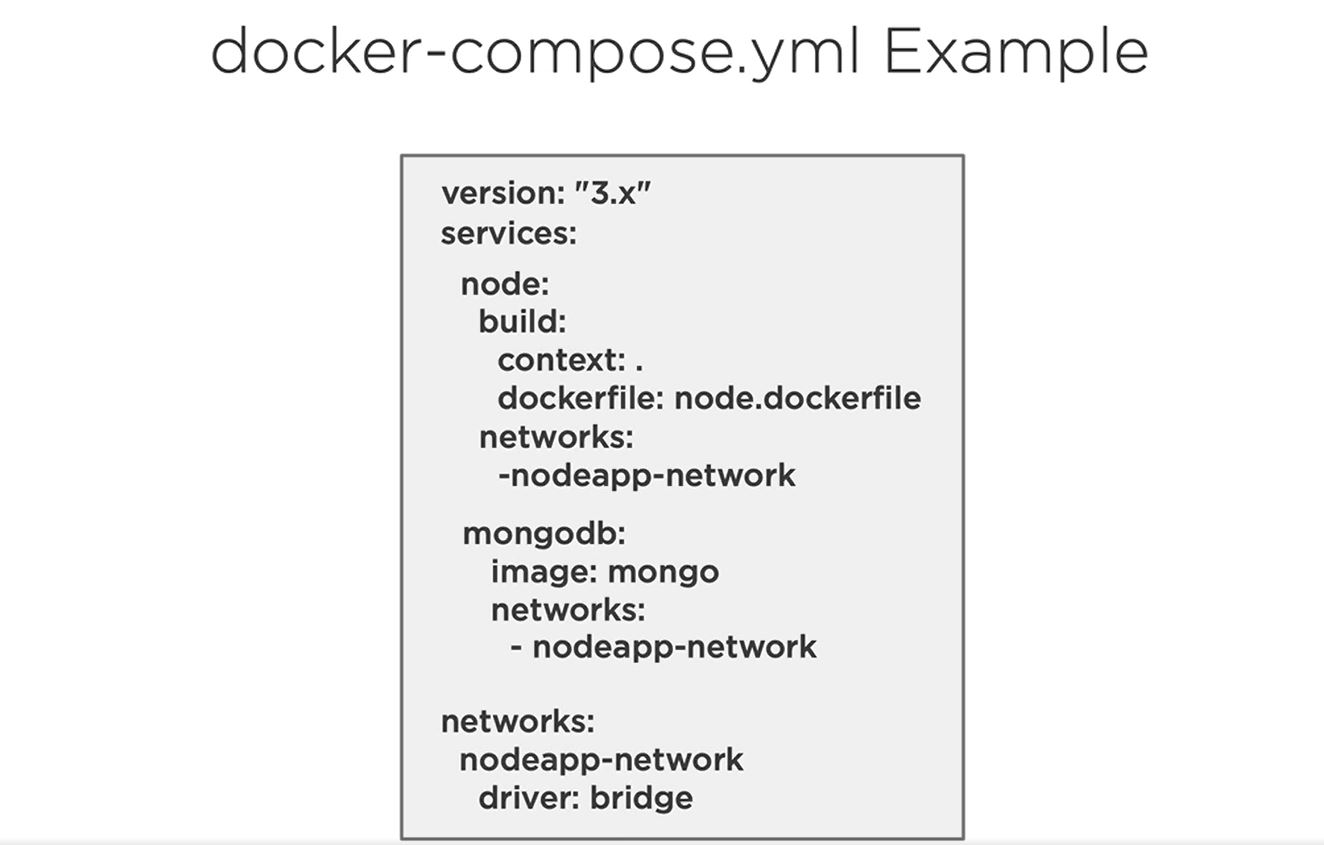 docker-compose.yml Example
version: "3.x"
services:
node:
build:
context: .
dockerfile: node.dockerfile
networks:
-nodeapp-network
mongodb:
image: mongo
networks:
- nodeapp-network
networks:
nodeapp-network
driver: bridge